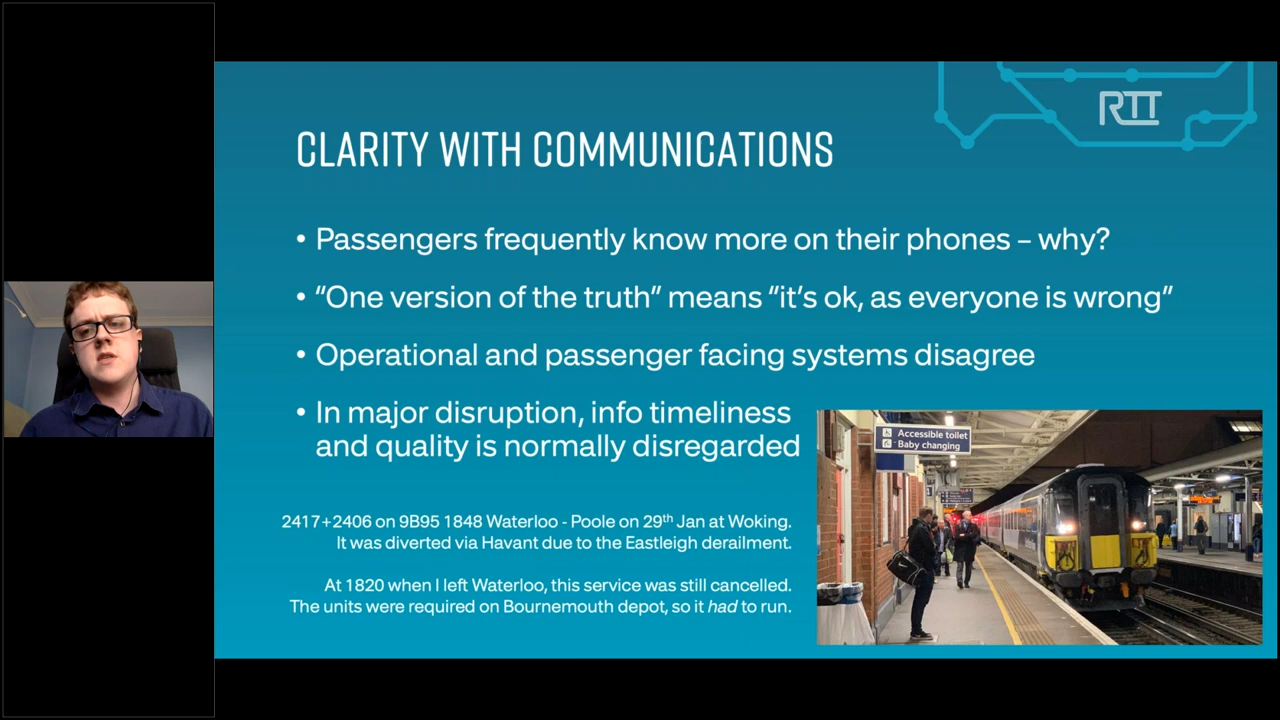 RTT
CLARITY WITH COMMUNICATIONS
• Passengers frequently know more on their phones – why?
• “One version of the truth” means “it’s ok, as everyone is wrong”
• Operational and passenger facing systems disagree
• In major disruption, info timeliness
and quality is normally disregarded
2417+2406 on 9B95 1848 Waterloo - Poole on 29th Jan at Woking.
It was diverted via Havant due to the Eastleigh derailment.
At 1820 when I left Waterloo, this service was still cancelled.
The units were required on Bournemouth depot, so it had to run.
Accessible toilet
Baby changing